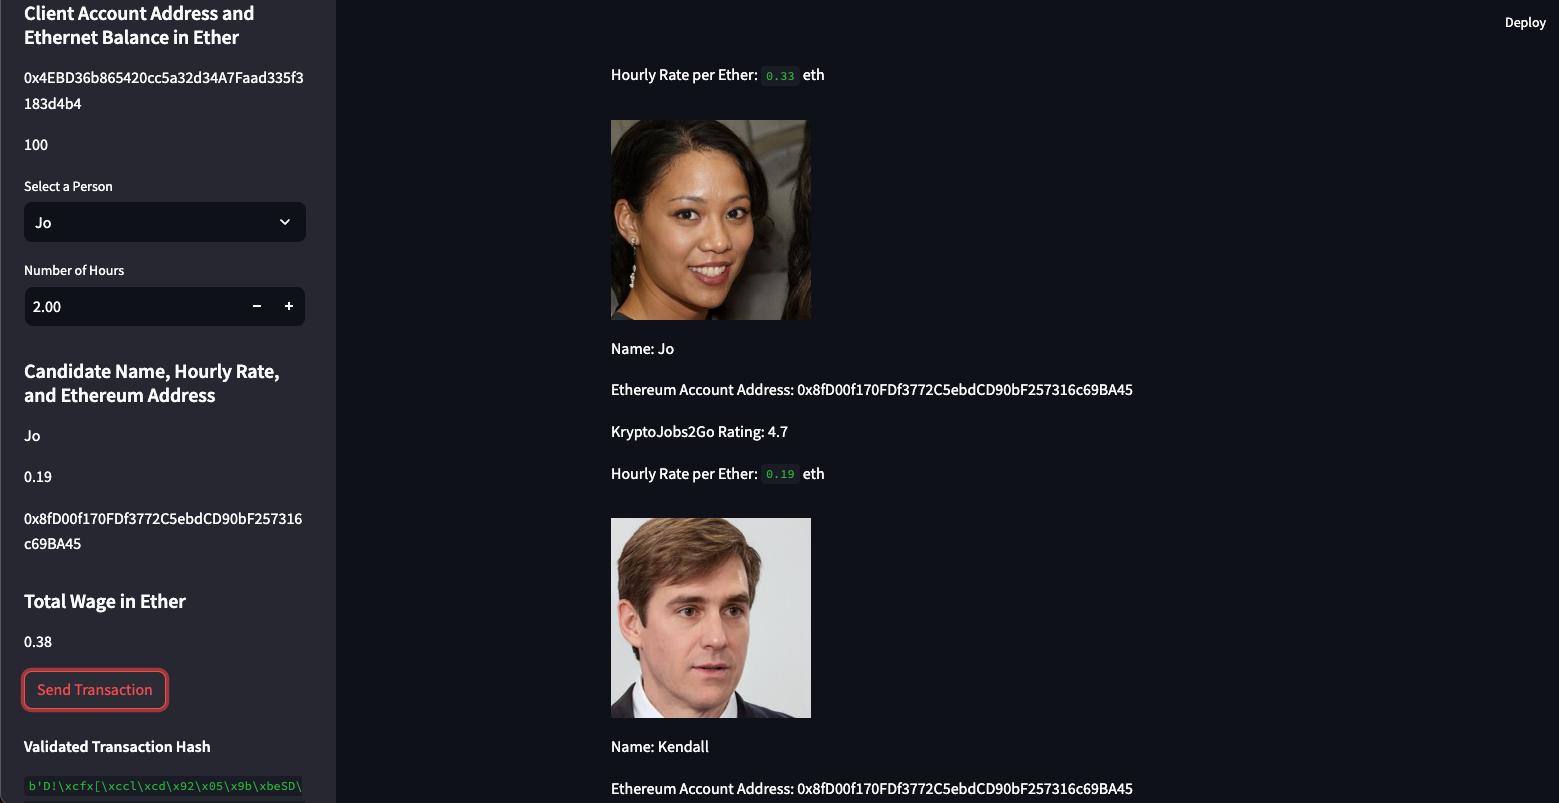 Client Account Address and
Ethernet Balance in Ether
0x4EBD36b865420cc5a32d34A7Faad335f3
183d4b4
100
Select a Person
Jo
Number of Hours
2.00
− +
Candidate Name, Hourly Rate,
and Ethereum Address
Jo
0.19
0x8fD00f170FDf3772C5ebdCD90bF257316
c69BA45
Total Wage in Ether
0.38
Send Transaction
Validated Transaction Hash
b'D!\xcfx[\xccl\xcd\x92\x05\x9b\xbeSD\
Deploy
Hourly Rate per Ether: 0.33 eth
Name: Jo
Ethereum Account Address: 0x8fD00f170FDf3772C5ebdCD90bF257316c69BA45
KryptoJobs2Go Rating: 4.7
Hourly Rate per Ether: 0.19 eth
Name: Kendall
Ethereum Account Address: 0x8fD00f170FDf3772C5ebdCD90bF257316c69BA45